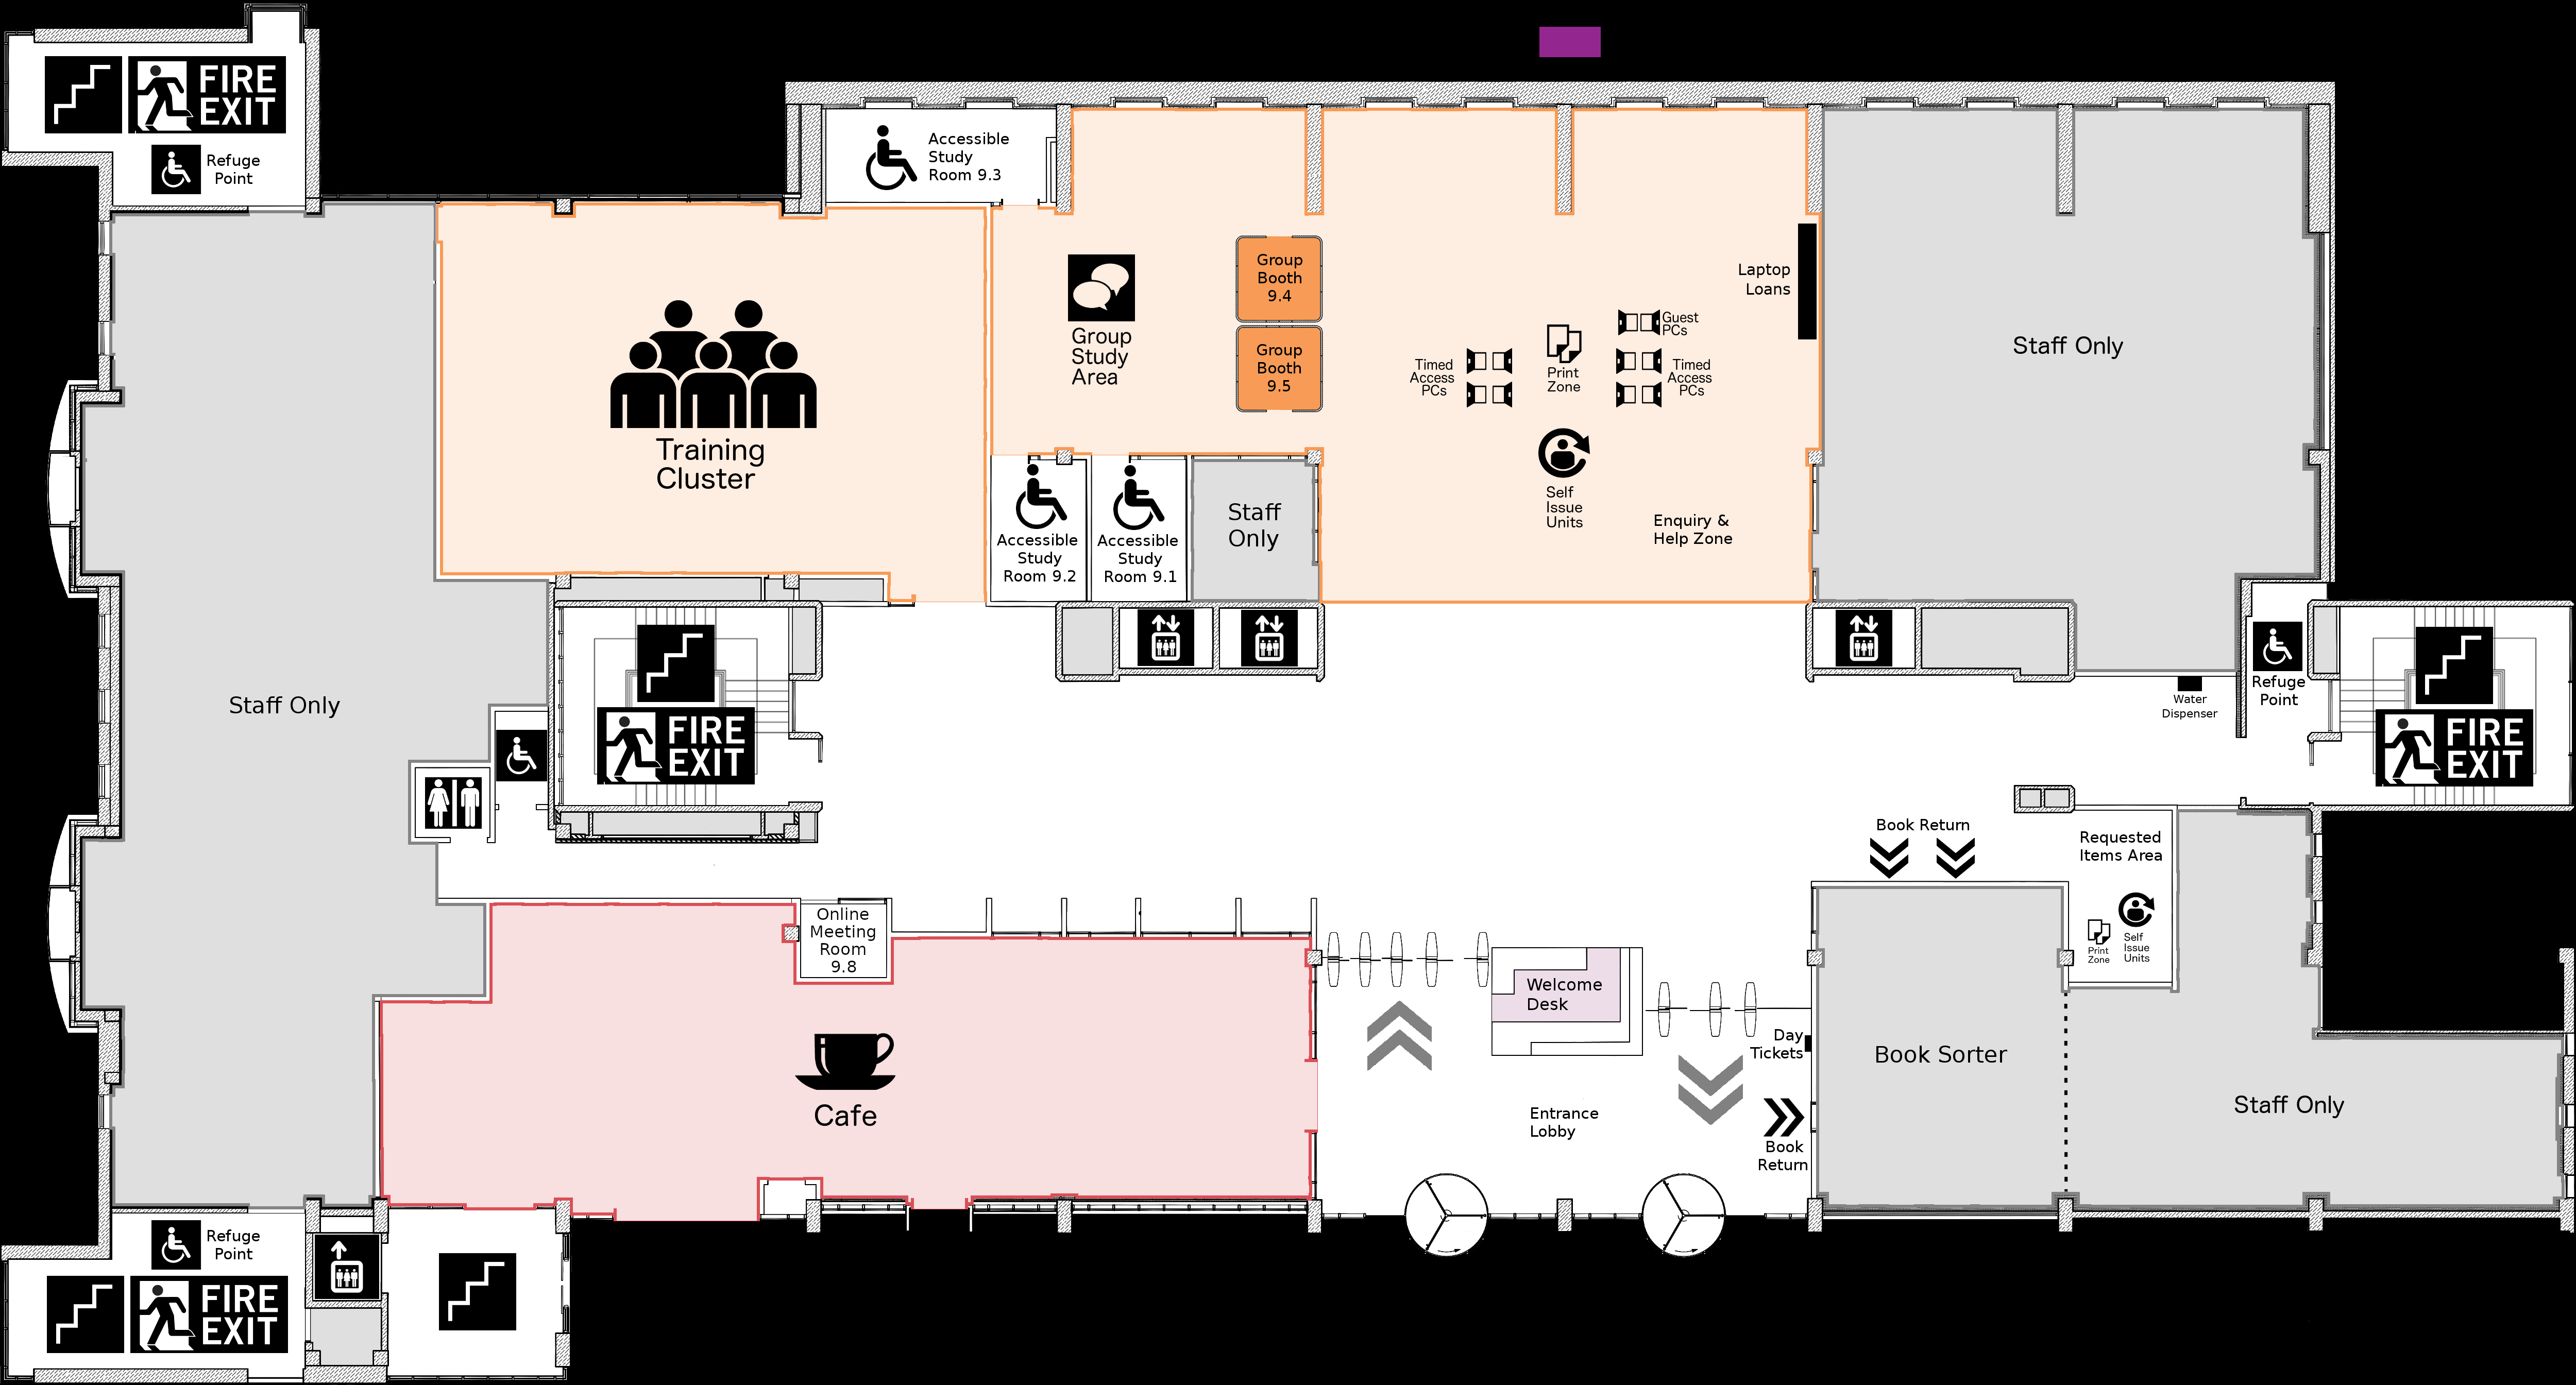 FIRE
EXIT
Refuge
Point
Accessible
Study
Room 9.3
Training
Cluster
Group
Study
Area
Group
Booth
9.4
Group
Booth
9.5
Laptop
Loans
Guest
PCs
Timed
Access
PCs
Print
Zone
Timed
Access
PCs
Self
Issue
Units
Enquiry &
Help Zone
Staff Only
Accessible
Study
Room 9.2
Accessible
Study
Room 9.1
Staff
Only
Staff Only
FIRE
EXIT
Water
Dispenser
Refuge
Point
FIRE
EXIT
Book Return
Requested
Items Area
Print
Zone
Self
Issue
Units
Online
Meeting
Room
9.8
Cafe
Welcome
Desk
Day
Tickets
Entrance
Lobby
Book
Return
Book Sorter
Staff Only
Refuge
Point
FIRE
EXIT